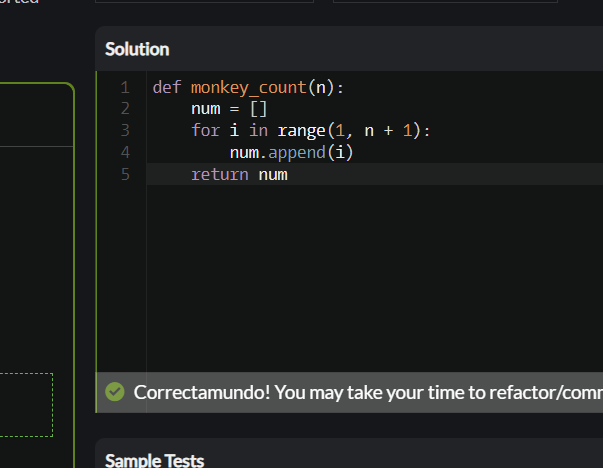 Solution
1 def monkey_count(n):
2     num = []
3     for i in range(1, n + 1):
4         num.append(i)
5     return num
Correctamundo! You may take your time to refactor/comm
Sample Tests